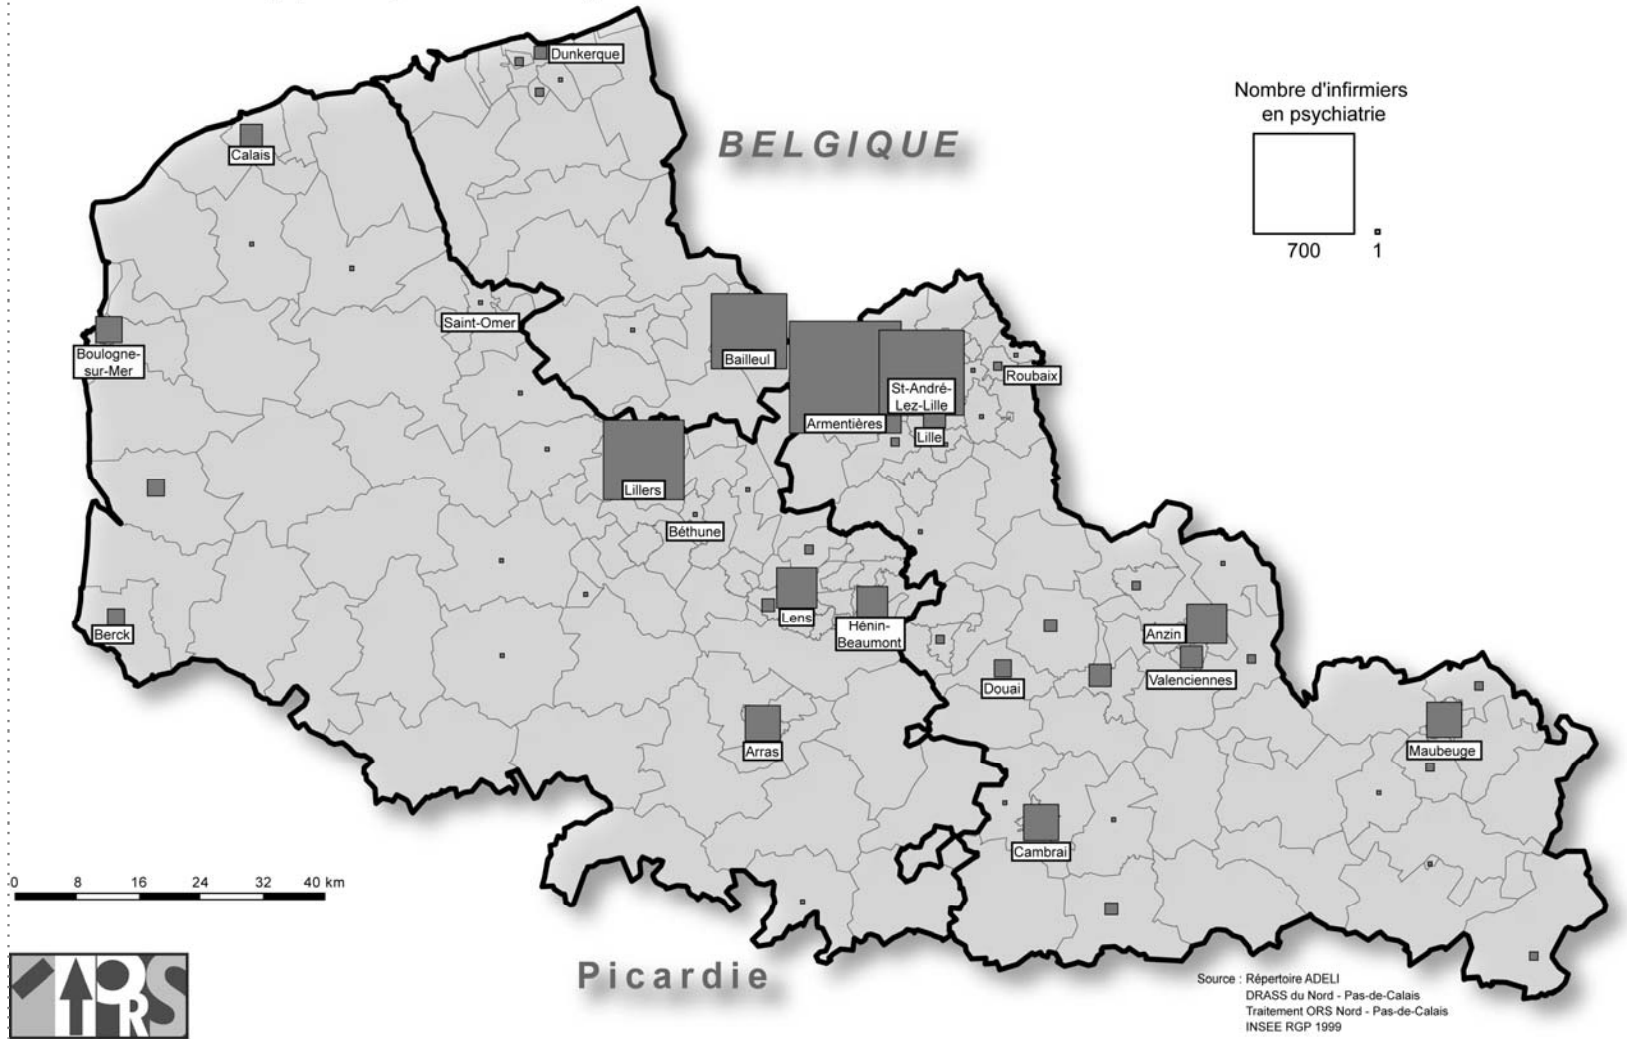 Dunkerque
Nombre d'infirmiers
en psychiatrie
700
1
BELGIQUE
Calais
Saint-Omer
Boulogne-
sur-Mer
Bailleul
Roubaix
St-André-
Lez-Lille
Armentières
Lille
Lillers
Béthune
Lens
Hénin-
Beaumont
Berck
Anzin
Valenciennes
Douai
Arras
Maubeuge
Cambrai
0 8 16 24 32 40 km
Picardie
ORS
Source : Répertoire ADELI
DRASS du Nord - Pas-de-Calais
Traitement ORS Nord - Pas-de-Calais
INSEE RGP 1999